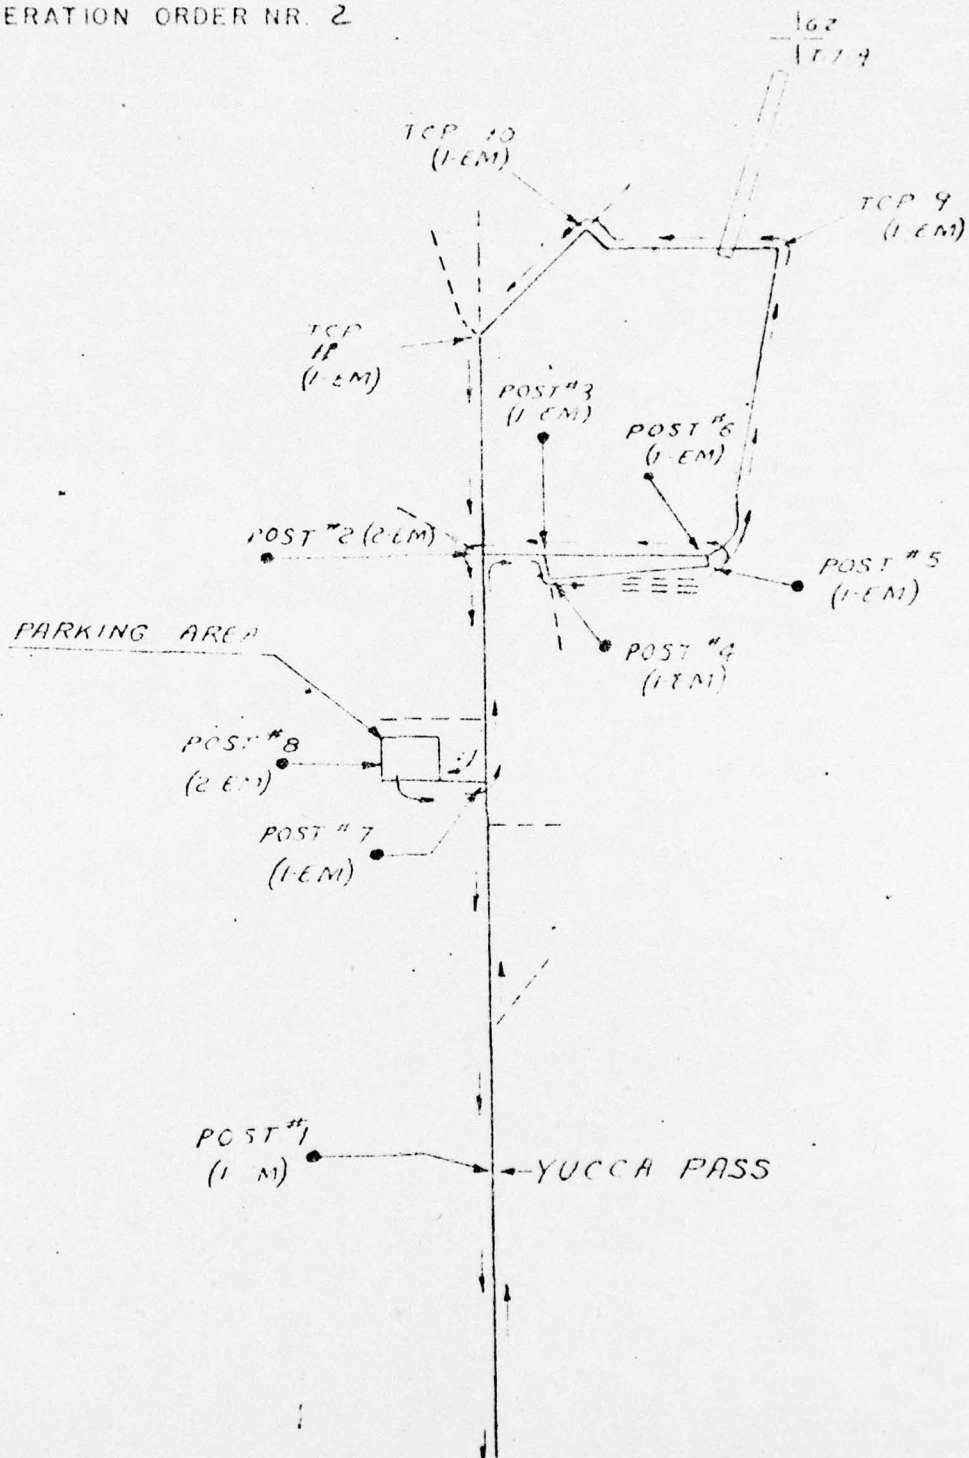 ERATION ORDER NR. 2
TCP 10
(1-EM)
TCP 9
(1-EM)
TCP
11
(1-EM)
POST #3
(1 EM)
POST #6
(1-EM)
POST #2 (2-EM)
POST #5
(1-EM)
POST #4
(1-EM)
PARKING AREA
POST #8
(2 EM)
POST #7
(1-EM)
POST #1
(1 M)
YUCCA PASS